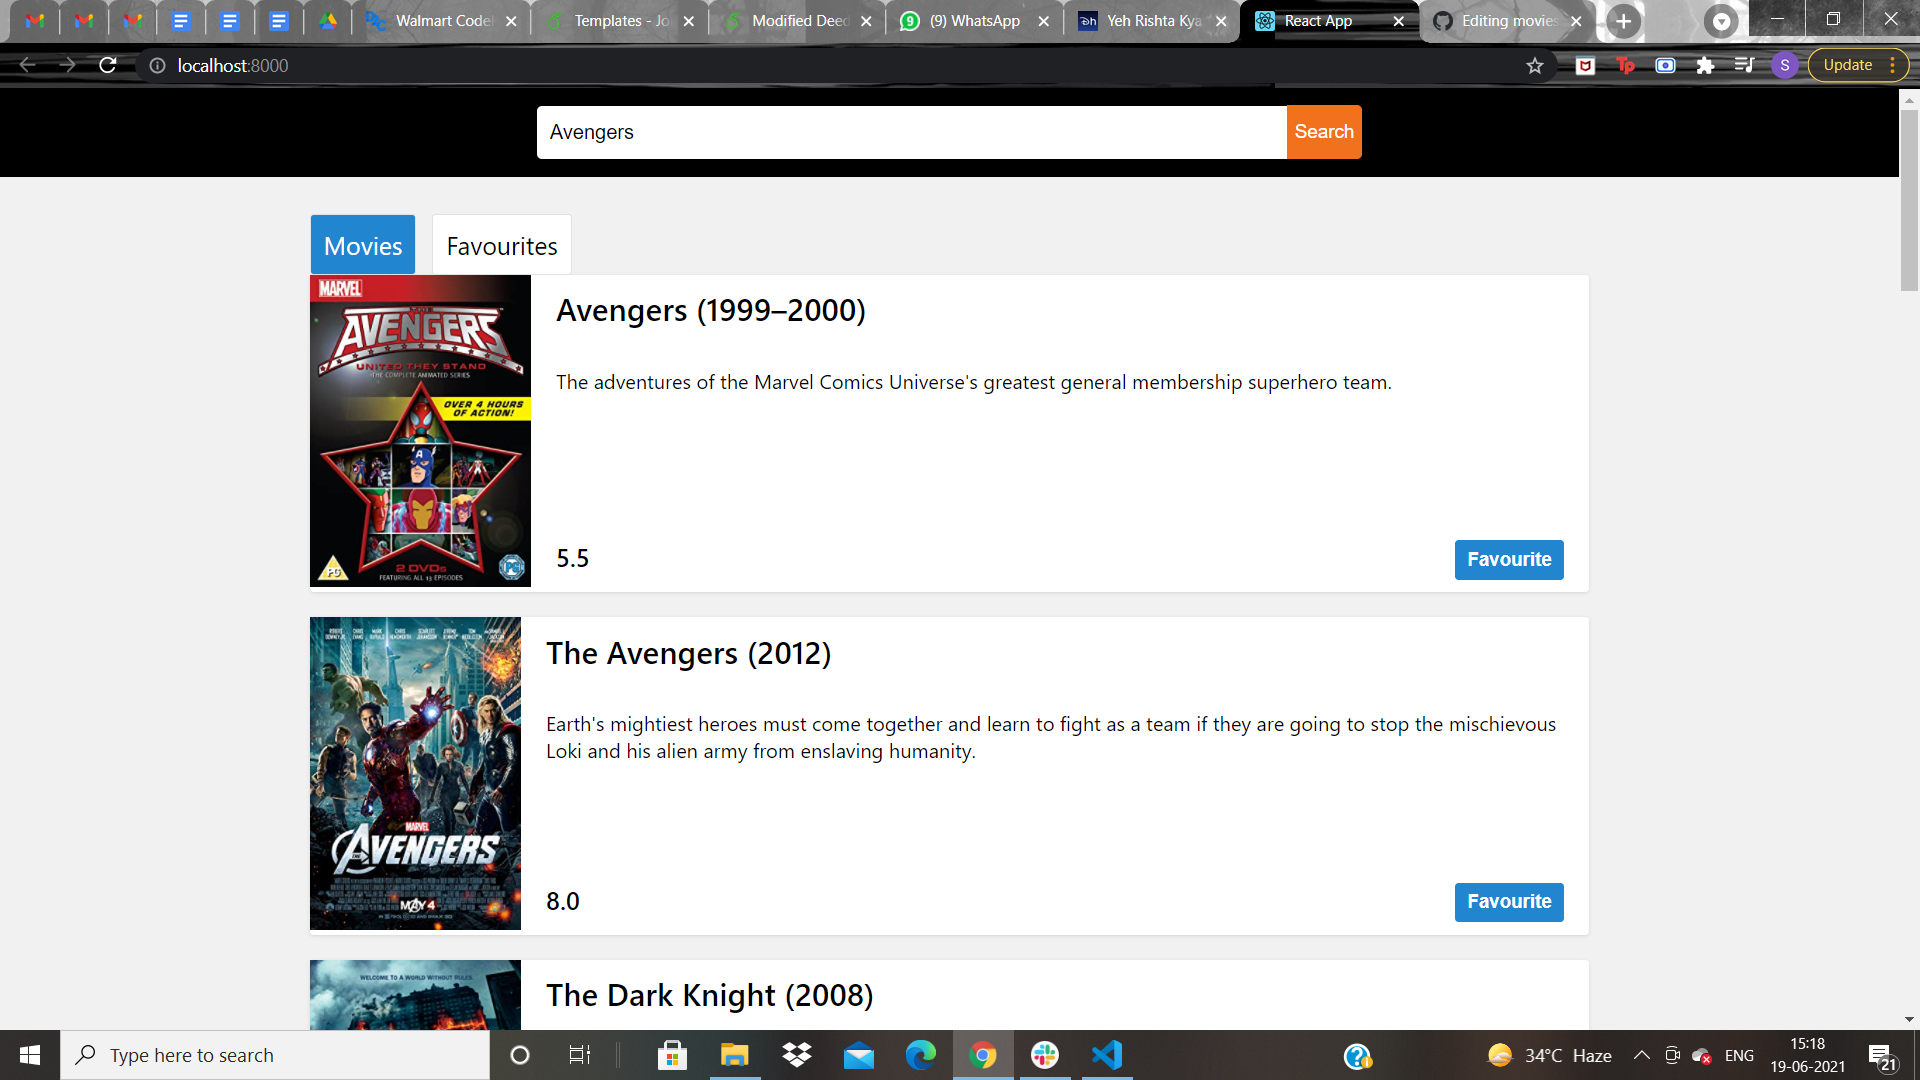 Walmart Code
Templates - Jo
Modified Deed
(9) WhatsApp
Yeh Rishta Kya
React App
Editing movies
localhost:8000
Update
S
Avengers
Search
Movies
Favourites
MARVEL
AVENGERS
UNITED THEY STAND
THE COMPLETE ANIMATED SERIES
OVER 4 HOURS
OF ACTION!
2 DVDs
FEATURING ALL 13 EPISODES
PG
Avengers (1999–2000)
The adventures of the Marvel Comics Universe's greatest general membership superhero team.
5.5
Favourite
MARVEL
THE AVENGERS
MAY 4
The Avengers (2012)
Earth's mightiest heroes must come together and learn to fight as a team if they are going to stop the mischievous
Loki and his alien army from enslaving humanity.
8.0
Favourite
WELCOME TO A WORLD WITHOUT RULES.
The Dark Knight (2008)
Type here to search
34°C Haze
ENG
15:18
19-06-2021
21